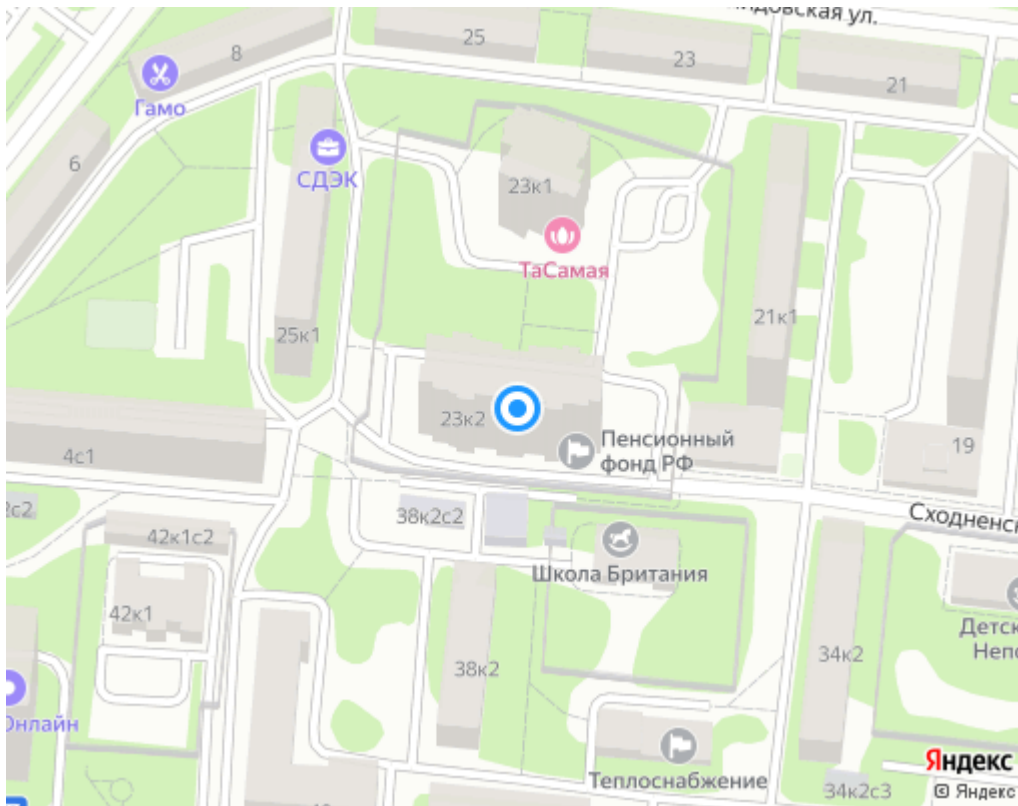 25
8
23
21
Гамо
6
СДЭК
23к1
ТаСамая
25к1
21к1
23к2
Пенсионный
фонд РФ
19
4с1
38к2с2
Сходненск
42к1с2
Школа Британия
42к1
Детск
Непо
38к2
34к2
Онлайн
Теплоснабжение
34к2с3
Яндекс
© Яндекс